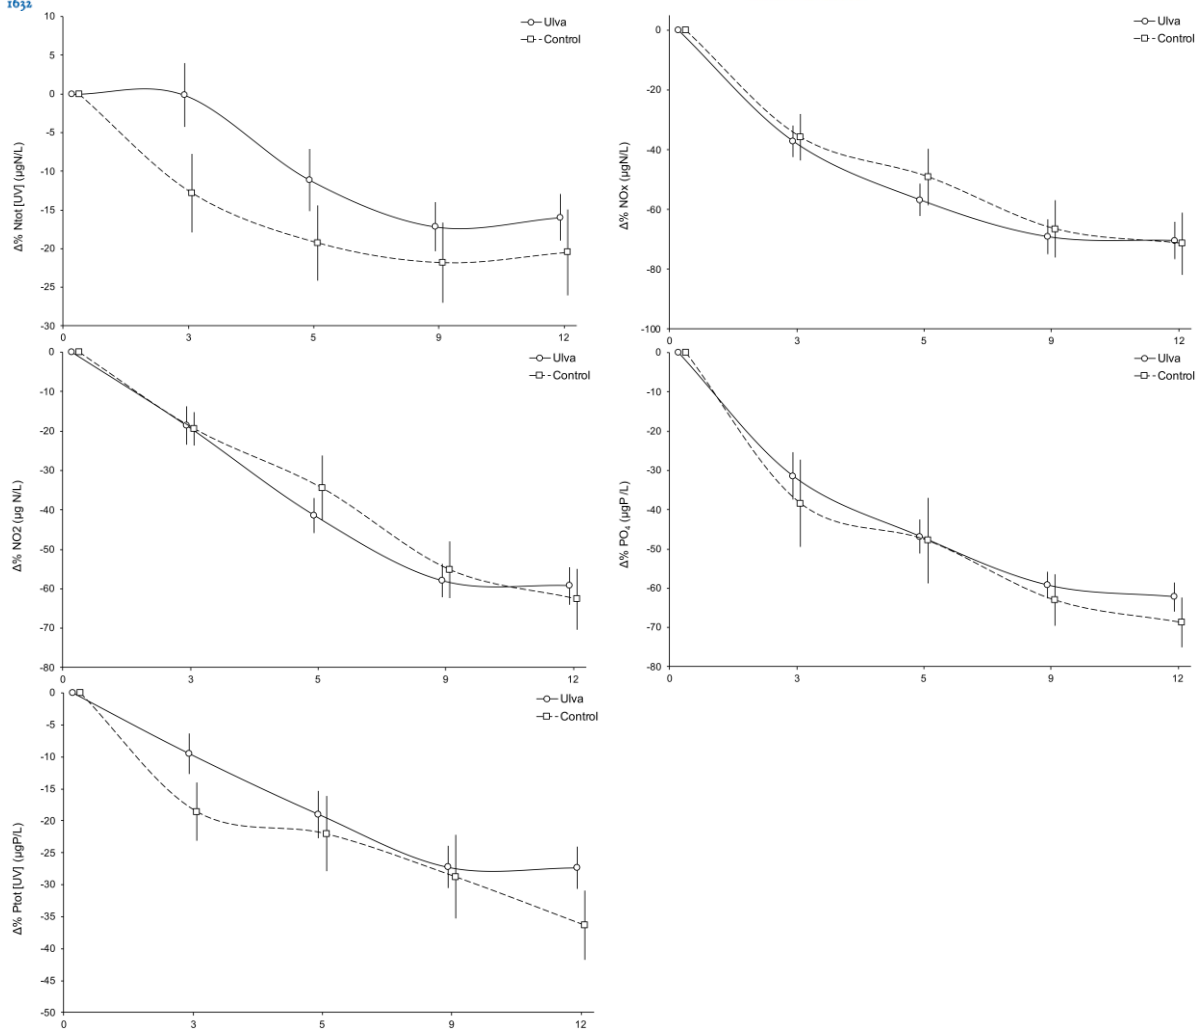 1632
10
5
0
-5
-10
-15
-20
-25
-30
Δ% Ntot [UV] (µgN/L)
Ulva
Control
0 3 5 9 12
0
-20
-40
-60
-80
-100
Δ% NOx (µgN/L)
Ulva
Control
0 3 5 9 12
0
-10
-20
-30
-40
-50
-60
-70
-80
Δ% NO2 (µg N/L)
Ulva
Control
0 3 5 9 12
0
-10
-20
-30
-40
-50
-60
-70
-80
Δ% PO₄ (µgP /L)
Ulva
Control
0 3 5 9 12
0
-5
-10
-15
-20
-25
-30
-35
-40
-45
-50
Δ% Ptot [UV] (µgP/L)
Ulva
Control
0 3 5 9 12